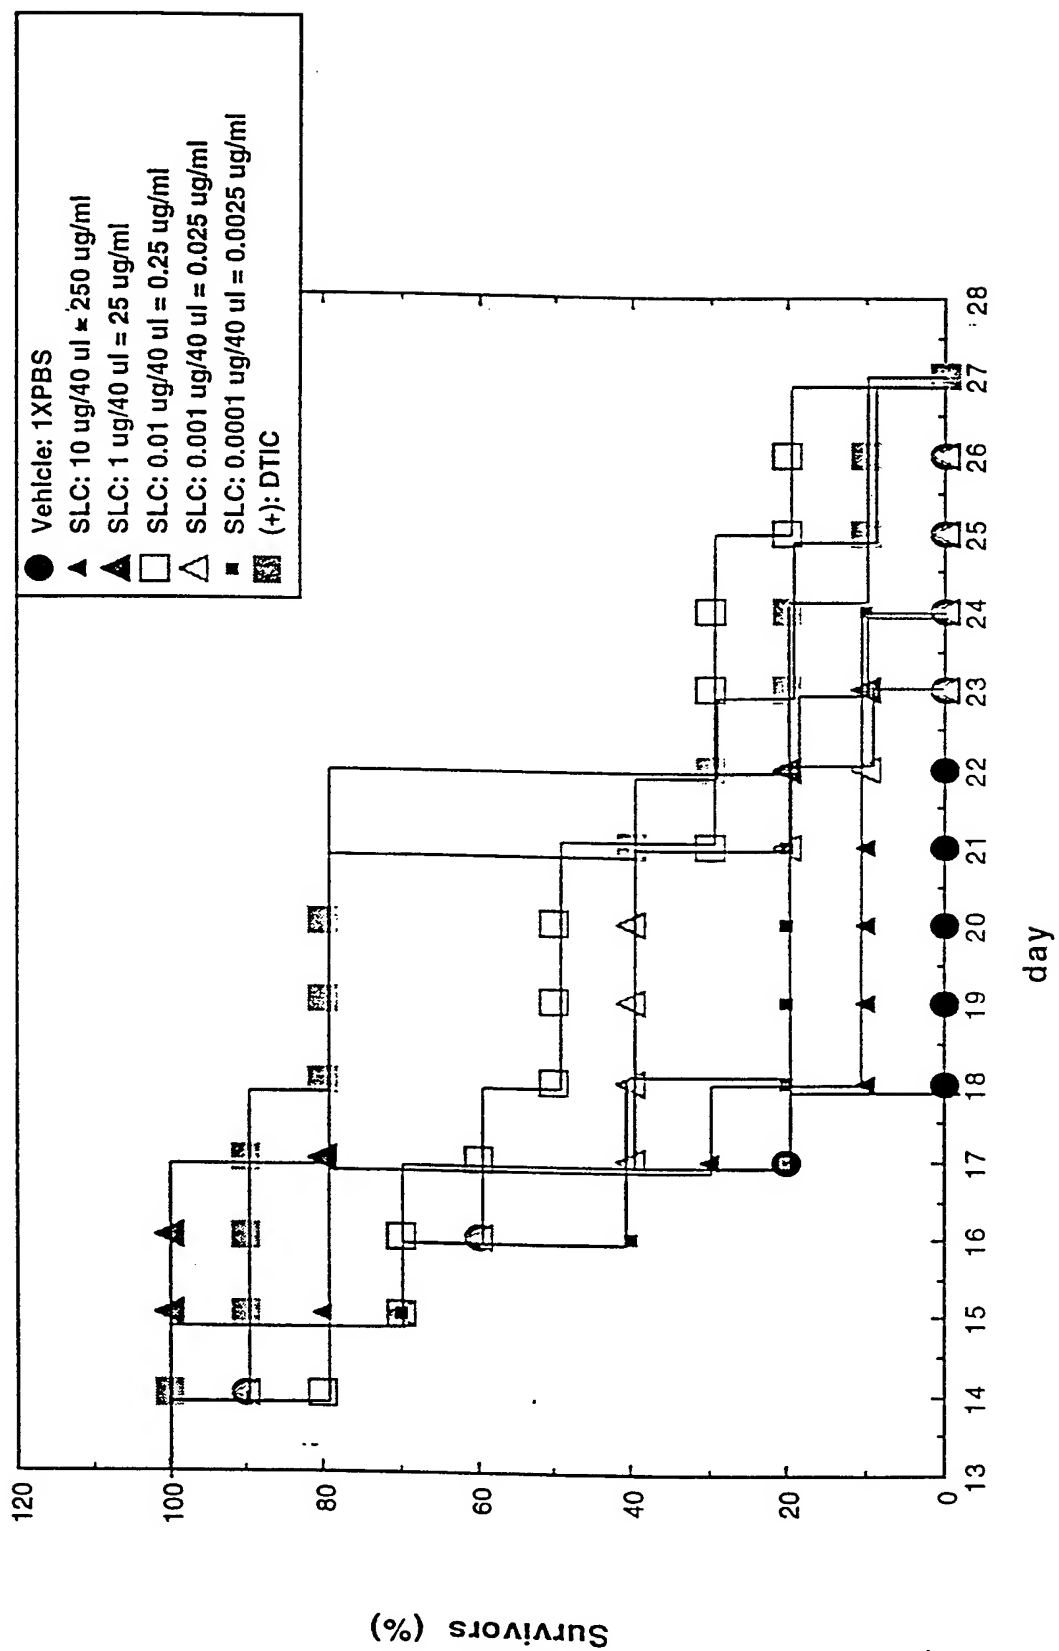 Vehicle: 1XPBS
SLC: 10 ug/40 ul = 250 ug/ml
SLC: 1 ug/40 ul = 25 ug/ml
SLC: 0.01 ug/40 ul = 0.25 ug/ml
SLC: 0.001 ug/40 ul = 0.025 ug/ml
SLC: 0.0001 ug/40 ul = 0.0025 ug/ml
(+): DTIC
Survivors (%)
120
100
80
60
40
20
0
13 14 15 16 17 18 19 20 21 22 23 24 25 26 27 28
day